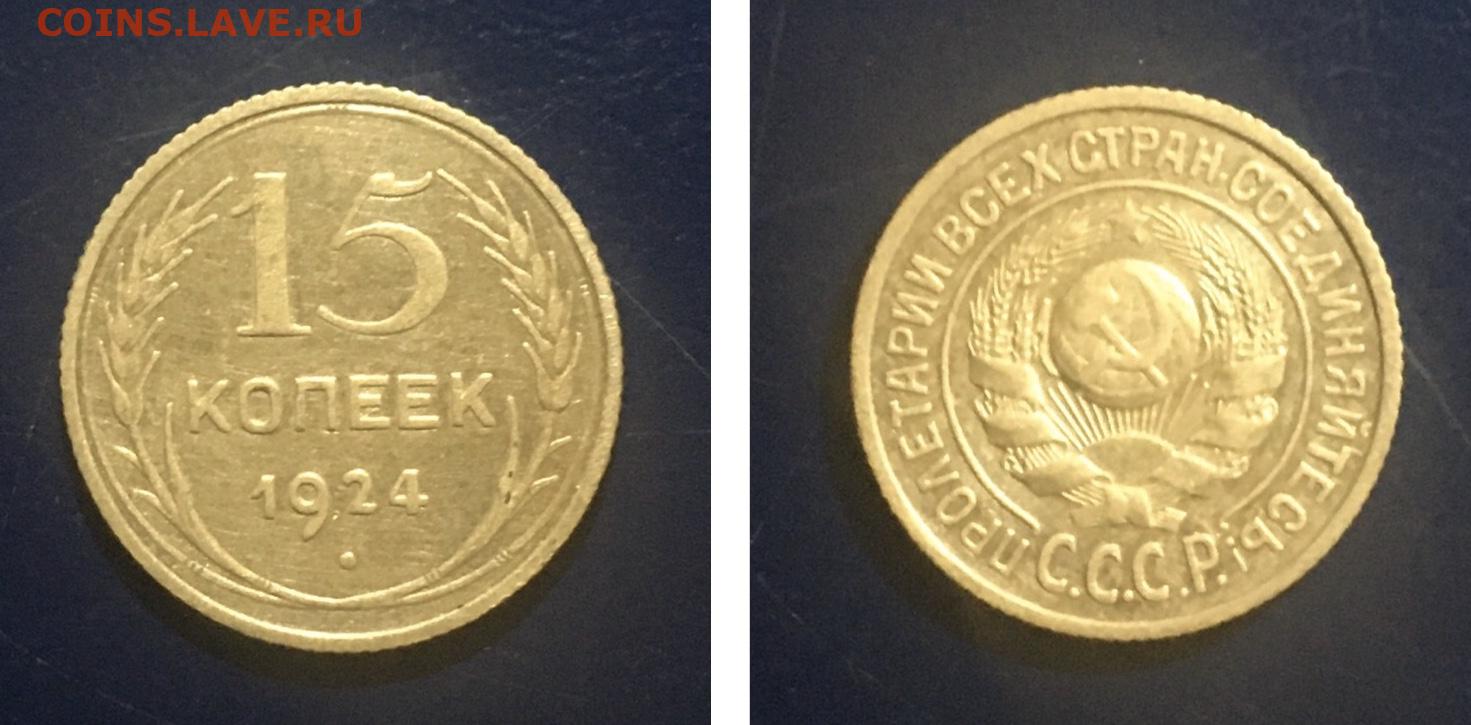 COINS.LAVE.RU
15
КОПЕЕК
1924
ПРОЛЕТАРИИ ВСЕХ СТРАН. СОЕДИНЯЙТЕСЬ!
С.С.С.Р.